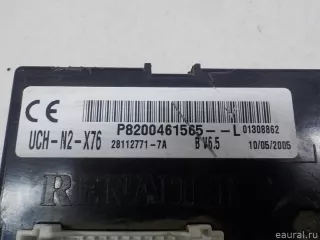 CE P8200461565--L 01308862
UCH-N2-X76 28112771-7A B V6.5 10/05/2005
RENAULT
eaural.ru